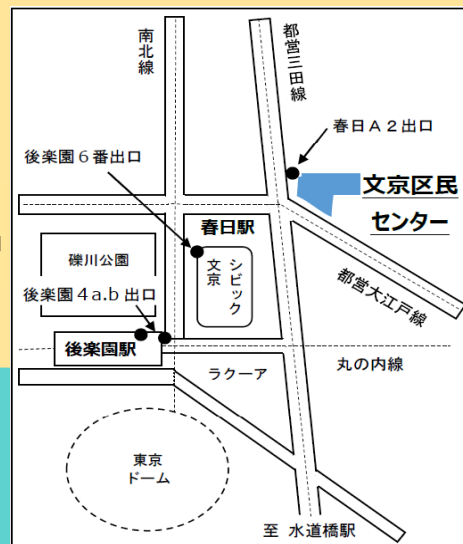 南北線
都営三田線
春日Ａ２出口
後楽園６番出口
文京区民
センター
春日駅
礫川公園
文京
シビック
後楽園４a.b 出口
都営大江戸線
後楽園駅
丸の内線
ラクーア
東京
ドーム
至 水道橋駅